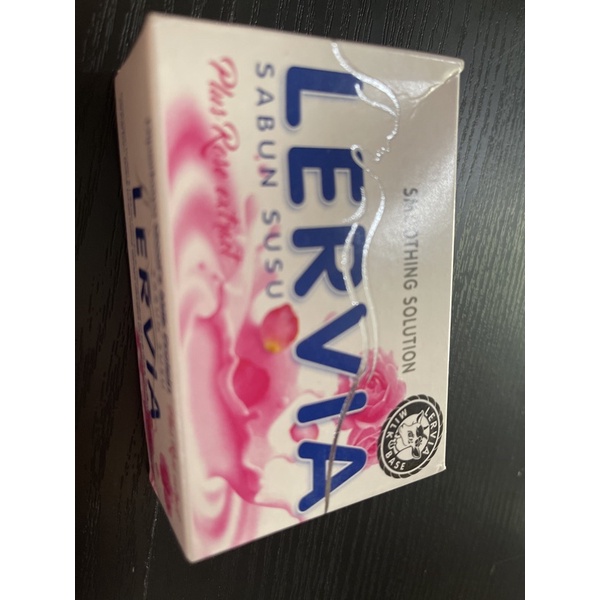 SMOOTHING SOLUTION
LERVIA
SABUN SUSU
Plus Rose extract
LERVIA
MILK BASE
LERVIA